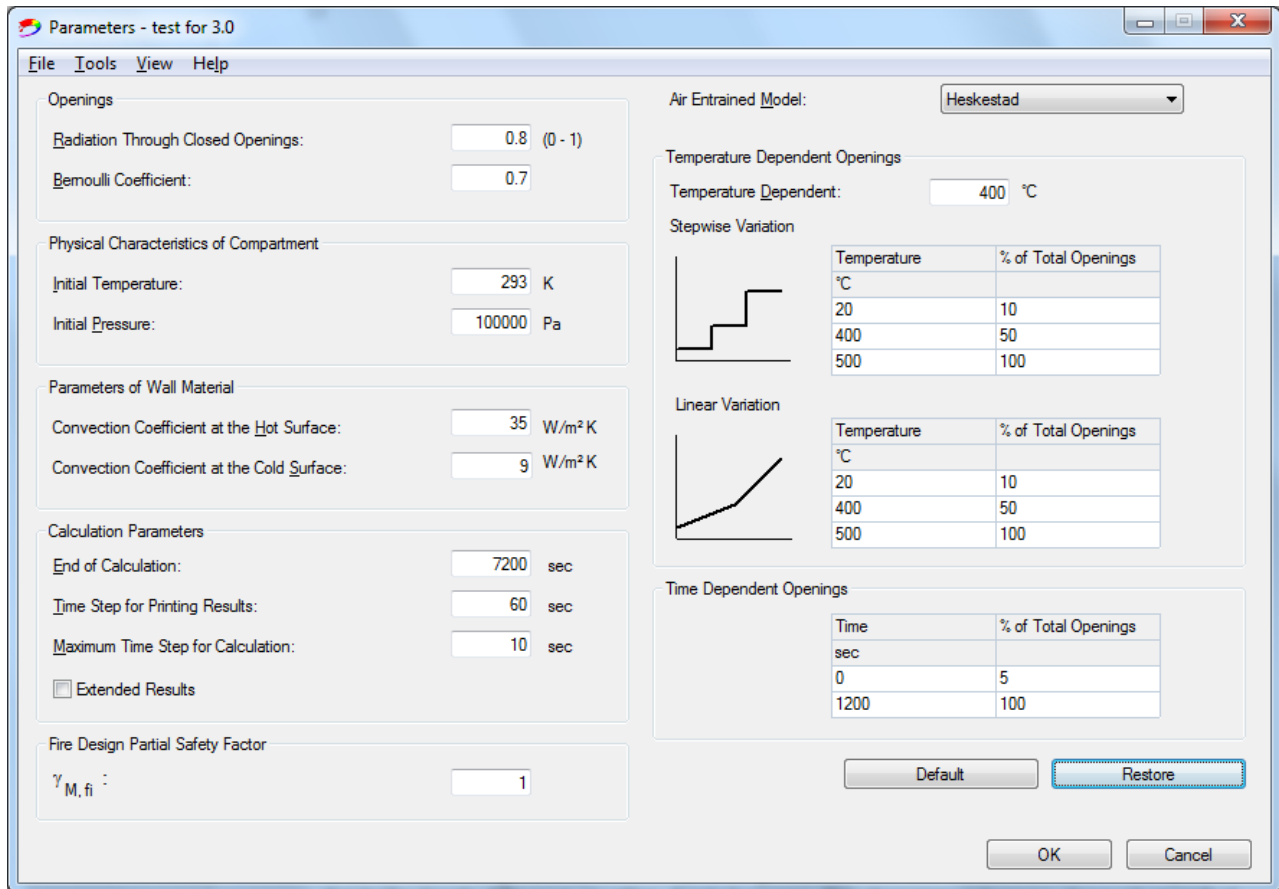 Parameters - test for 3.0
File Tools View Help
Openings
Radiation Through Closed Openings: 0.8 (0 - 1)
Bernoulli Coefficient: 0.7
Physical Characteristics of Compartment
Initial Temperature: 293 K
Initial Pressure: 100000 Pa
Parameters of Wall Material
Convection Coefficient at the Hot Surface: 35 W/m² K
Convection Coefficient at the Cold Surface: 9 W/m² K
Calculation Parameters
End of Calculation: 7200 sec
Time Step for Printing Results: 60 sec
Maximum Time Step for Calculation: 10 sec
Extended Results
Fire Design Partial Safety Factor
γ M, fi : 1
Air Entrained Model: Heskestad
Temperature Dependent Openings
Temperature Dependent: 400 °C
Stepwise Variation
Temperature % of Total Openings
°C
20 10
400 50
500 100
Linear Variation
Temperature % of Total Openings
°C
20 10
400 50
500 100
Time Dependent Openings
Time % of Total Openings
sec
0 5
1200 100
Default Restore
OK Cancel